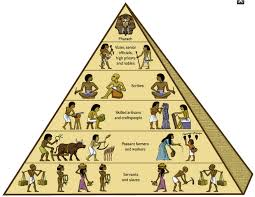 Pharaoh
Vizier, senior
officials,
high priests
and nobles
Scribes
Skilled artisans
and craftspeople
Peasant farmers
and workers
Servants
and slaves